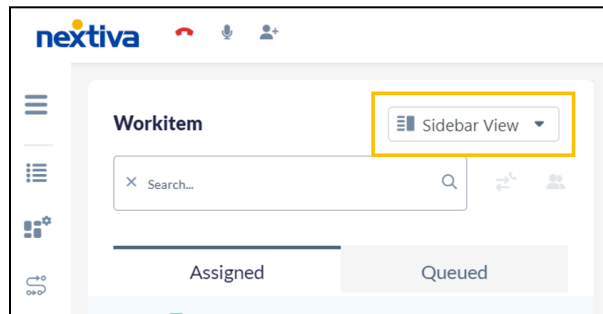 nextiva
Workitem
Sidebar View
Search...
Assigned
Queued